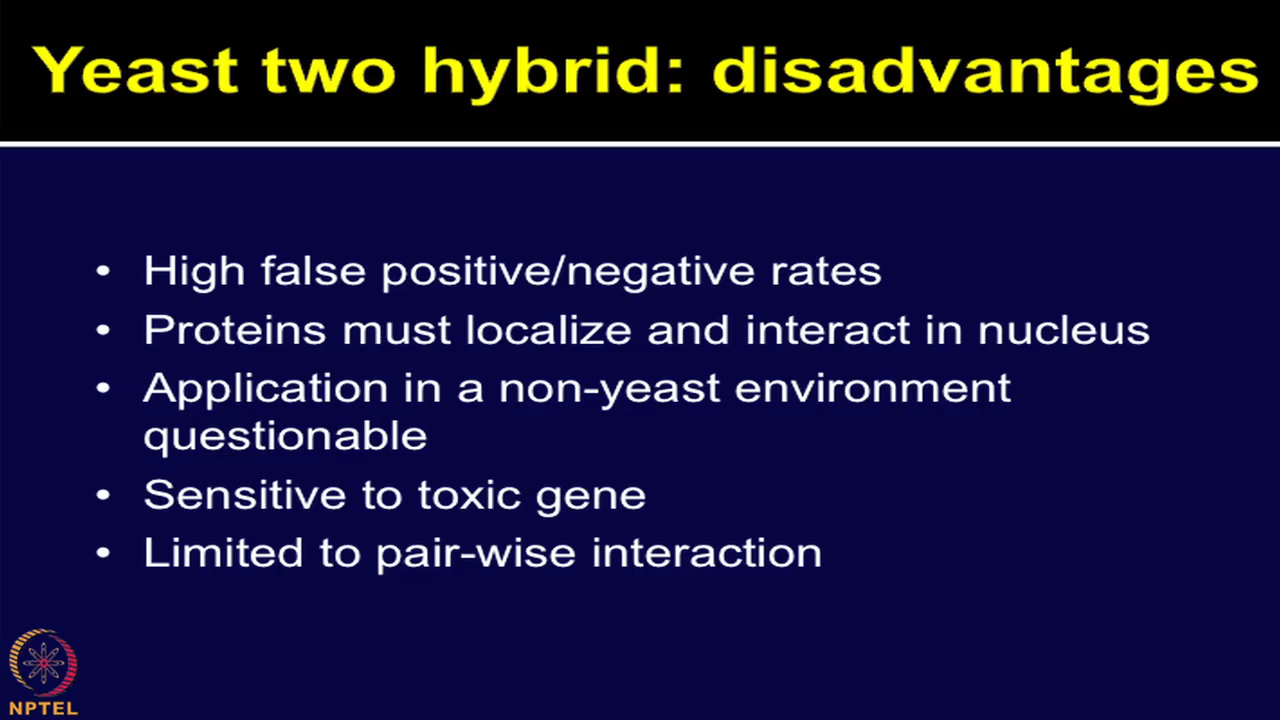 Yeast two hybrid: disadvantages
• High false positive/negative rates
• Proteins must localize and interact in nucleus
• Application in a non-yeast environment
questionable
• Sensitive to toxic gene
• Limited to pair-wise interaction
NPTEL